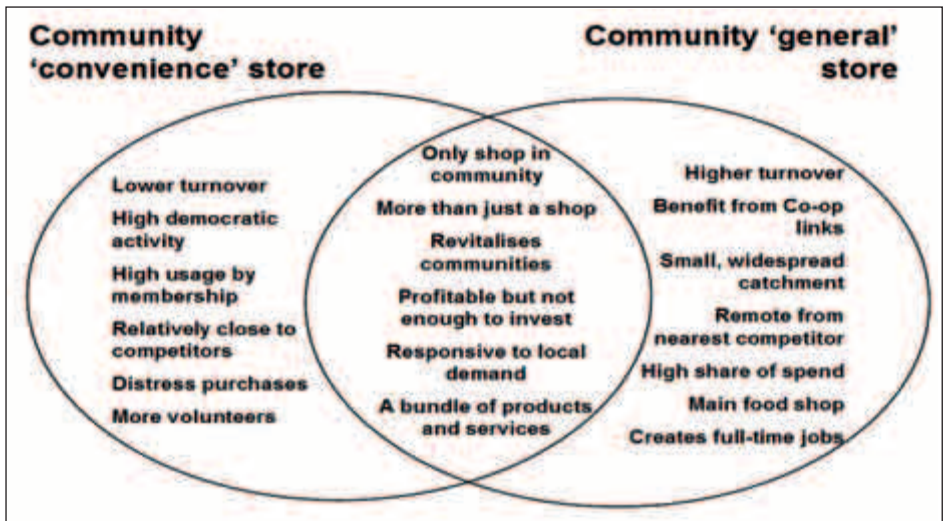 Community
'convenience' store
Community 'general'
store
Lower turnover
High democratic
activity
High usage by
membership
Relatively close to
competitors
Distress purchases
More volunteers
Only shop in
community
More than just a shop
Revitalises
communities
Profitable but not
enough to invest
Responsive to local
demand
A bundle of products
and services
Higher turnover
Benefit from Co-op
links
Small, widespread
catchment
Remote from
nearest competitor
High share of spend
Main food shop
Creates full-time jobs